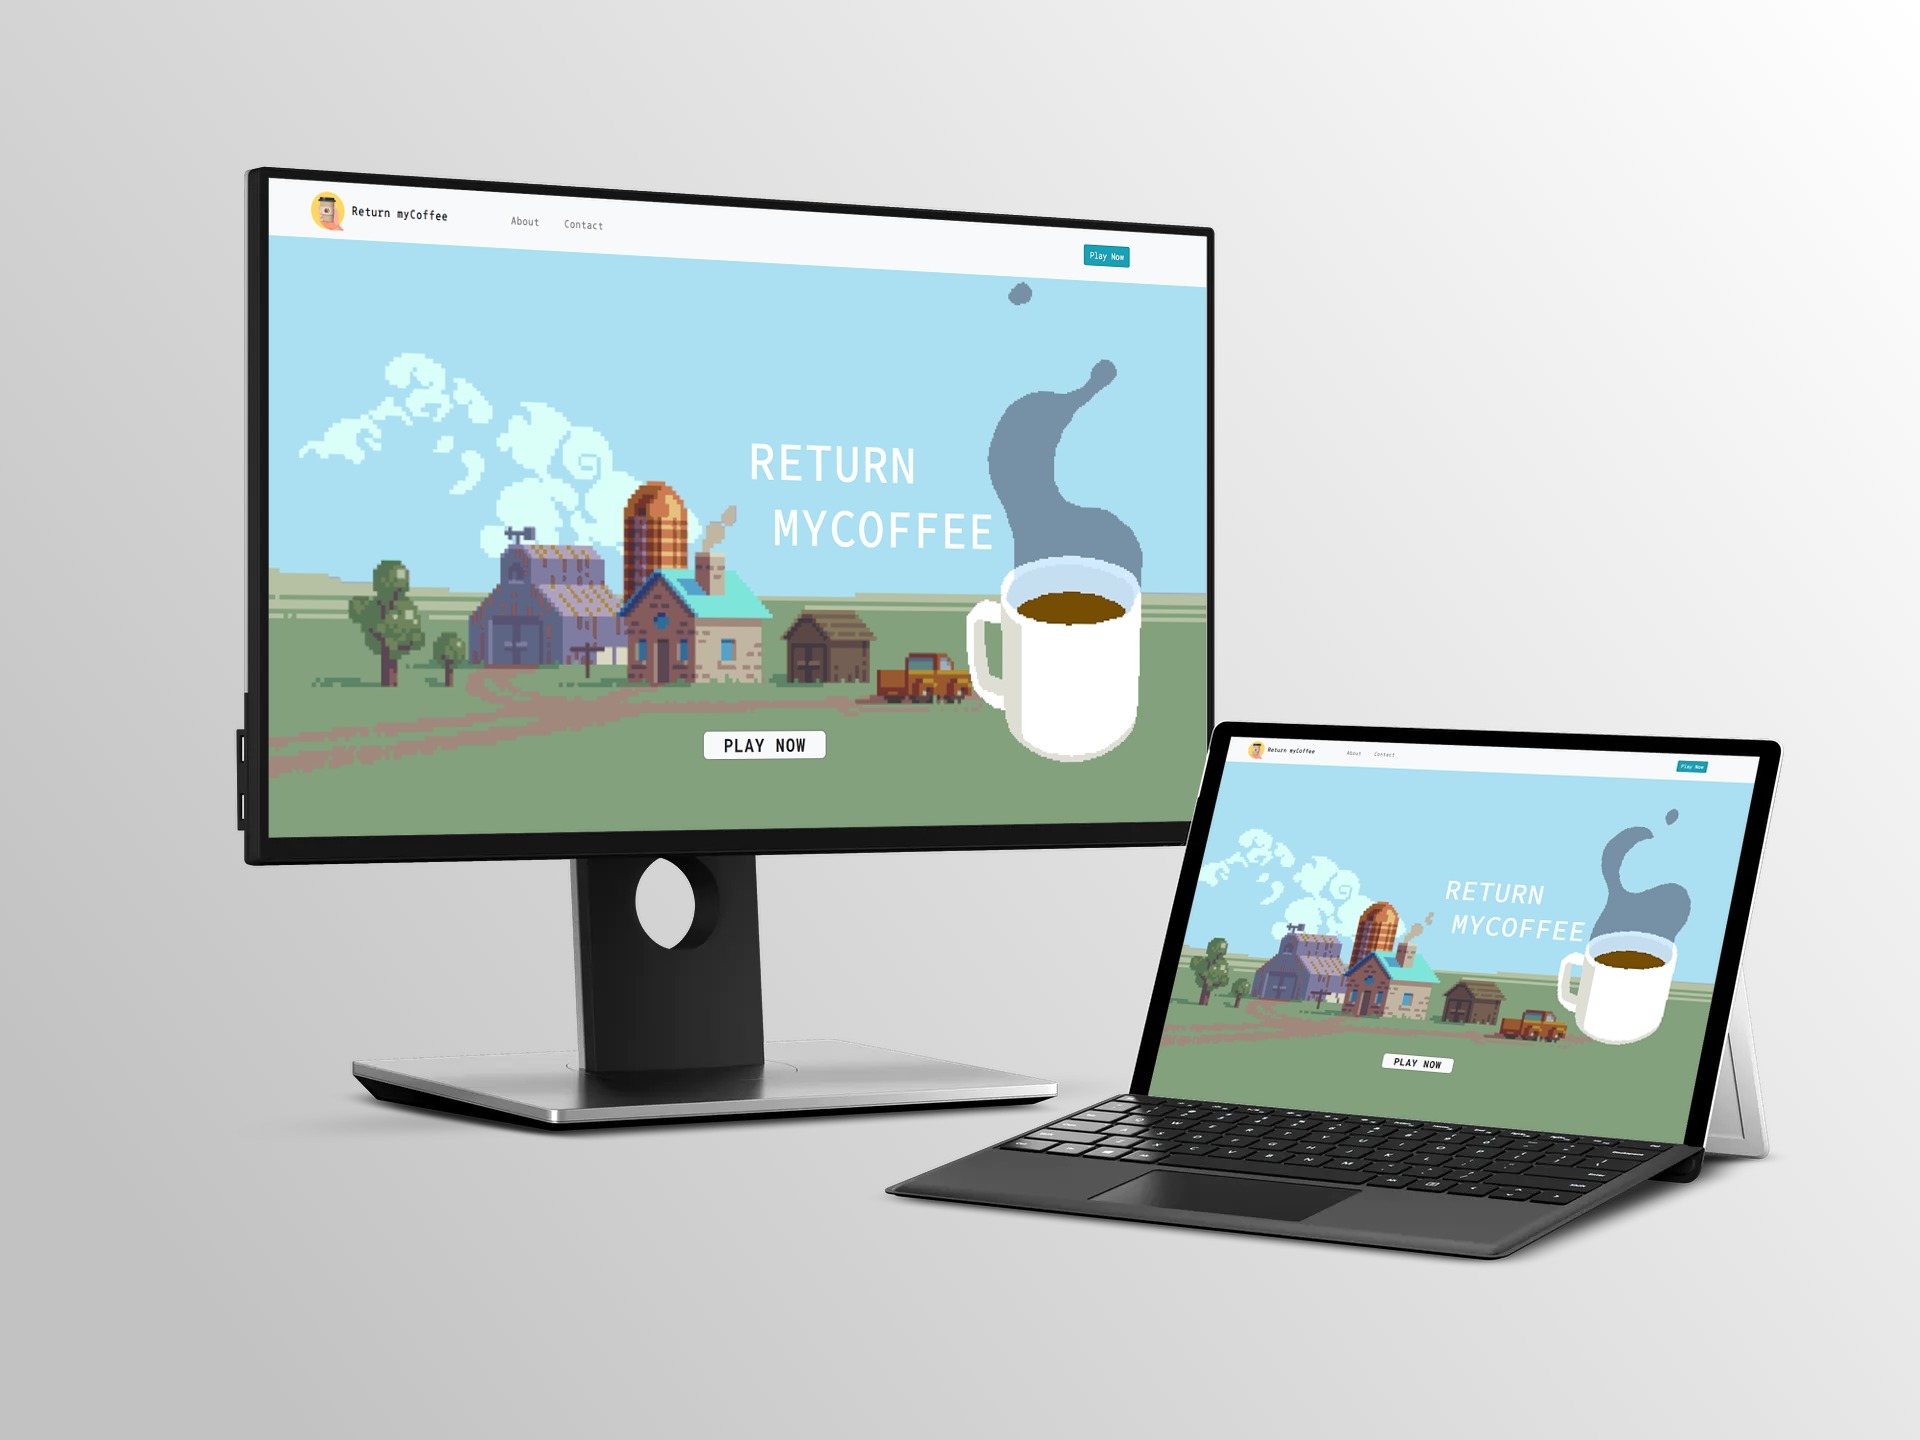 Return myCoffee
About
Contact
Play Now
RETURN
MYCOFFEE
PLAY NOW
Return myCoffee
About
Contact
Play Now
RETURN
MYCOFFEE
PLAY NOW